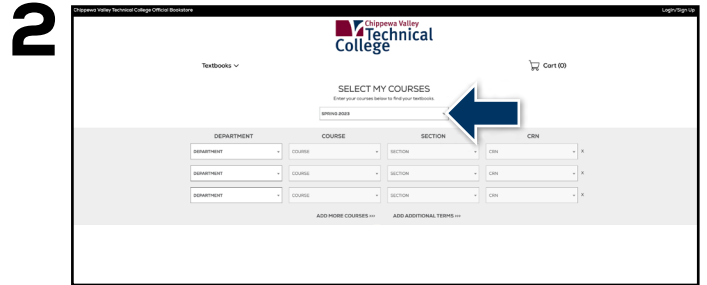 2
Chippewa Valley Technical College Official Bookstore
Login/Sign Up
Chippewa Valley
Technical
College
Textbooks
Cart (0)
SELECT MY COURSES
Enter your courses below to find your textbooks.
SPRING 2023
DEPARTMENT COURSE SECTION CRN
DEPARTMENT COURSE SECTION CRN X
DEPARTMENT COURSE SECTION CRN X
DEPARTMENT COURSE SECTION CRN X
ADD MORE COURSES >>> ADD ADDITIONAL TERMS >>>